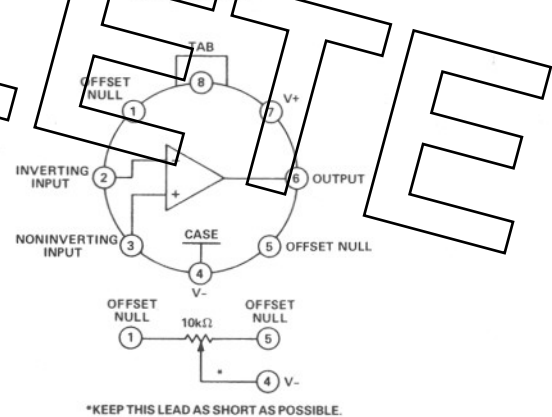 TAB
8
OFFSET
NULL
1
7
V+
INVERTING
INPUT
2
-
6
OUTPUT
+
NONINVERTING
INPUT
3
CASE
5
OFFSET NULL
4
V-
OFFSET
NULL
OFFSET
NULL
10kΩ
1
5
*
4
V-
*KEEP THIS LEAD AS SHORT AS POSSIBLE.
ETE